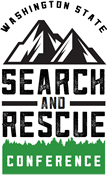 WASHINGTON STATE
SEARCH
AND
RESCUE
CONFERENCE